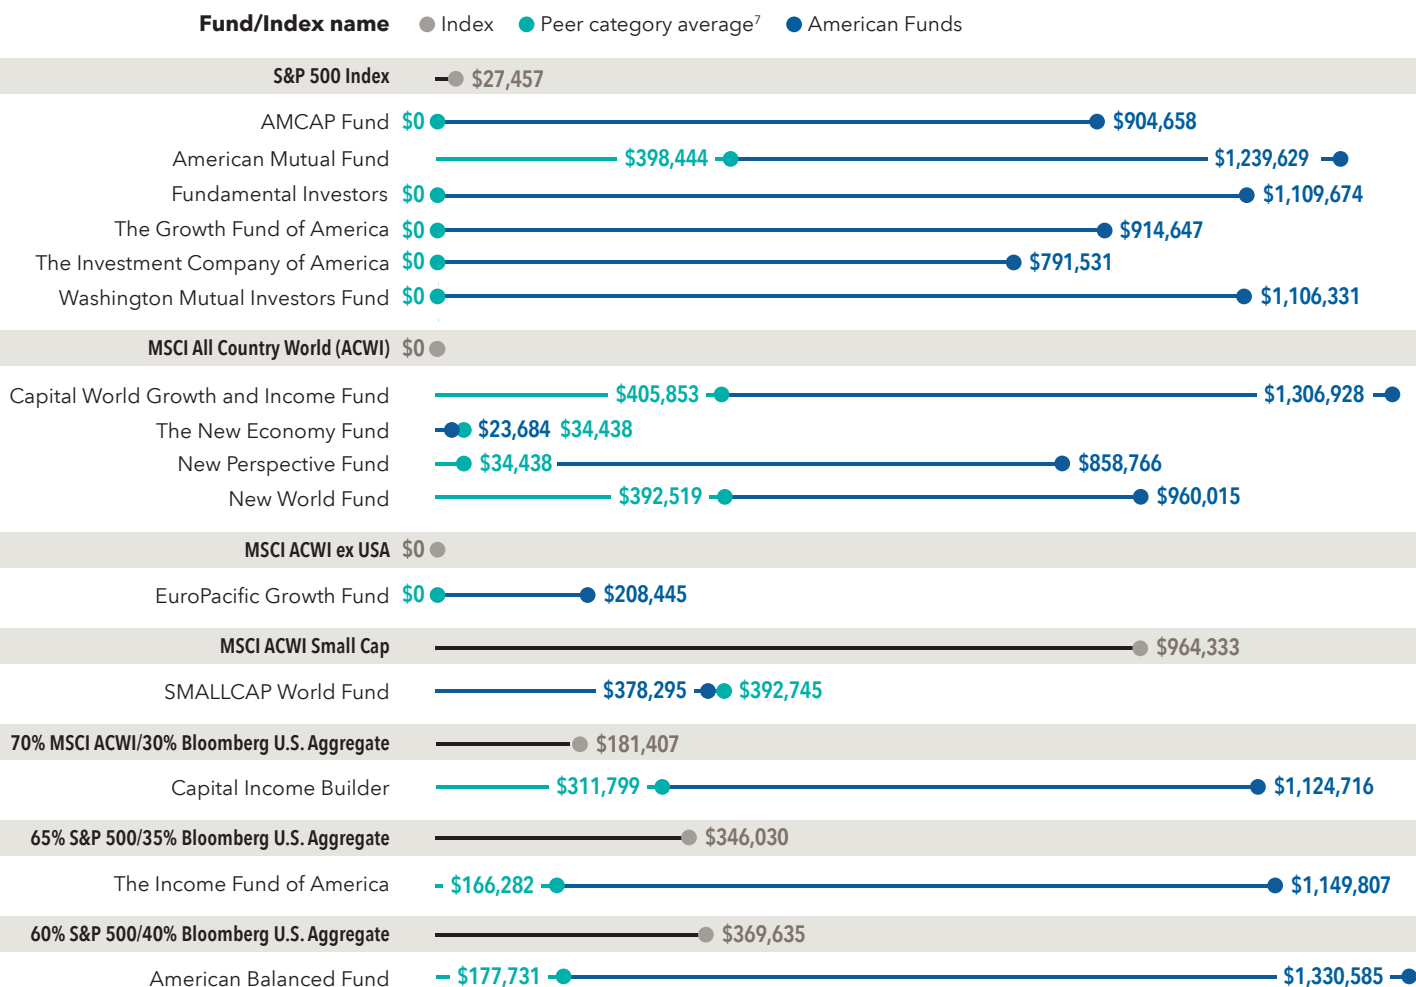 Fund/Index name Index Peer category average7 American Funds
S&P 500 Index $27,457
AMCAP Fund $0 $904,658
American Mutual Fund $398,444 $1,239,629
Fundamental Investors $0 $1,109,674
The Growth Fund of America $0 $914,647
The Investment Company of America $0 $791,531
Washington Mutual Investors Fund $0 $1,106,331
MSCI All Country World (ACWI) $0
Capital World Growth and Income Fund $405,853 $1,306,928
The New Economy Fund $23,684 $34,438
New Perspective Fund $34,438 $858,766
New World Fund $392,519 $960,015
MSCI ACWI ex USA $0
EuroPacific Growth Fund $0 $208,445
MSCI ACWI Small Cap $964,333
SMALLCAP World Fund $378,295 $392,745
70% MSCI ACWI/30% Bloomberg U.S. Aggregate $181,407
Capital Income Builder $311,799 $1,124,716
65% S&P 500/35% Bloomberg U.S. Aggregate $346,030
The Income Fund of America $166,282 $1,149,807
60% S&P 500/40% Bloomberg U.S. Aggregate $369,635
American Balanced Fund $177,731 $1,330,585